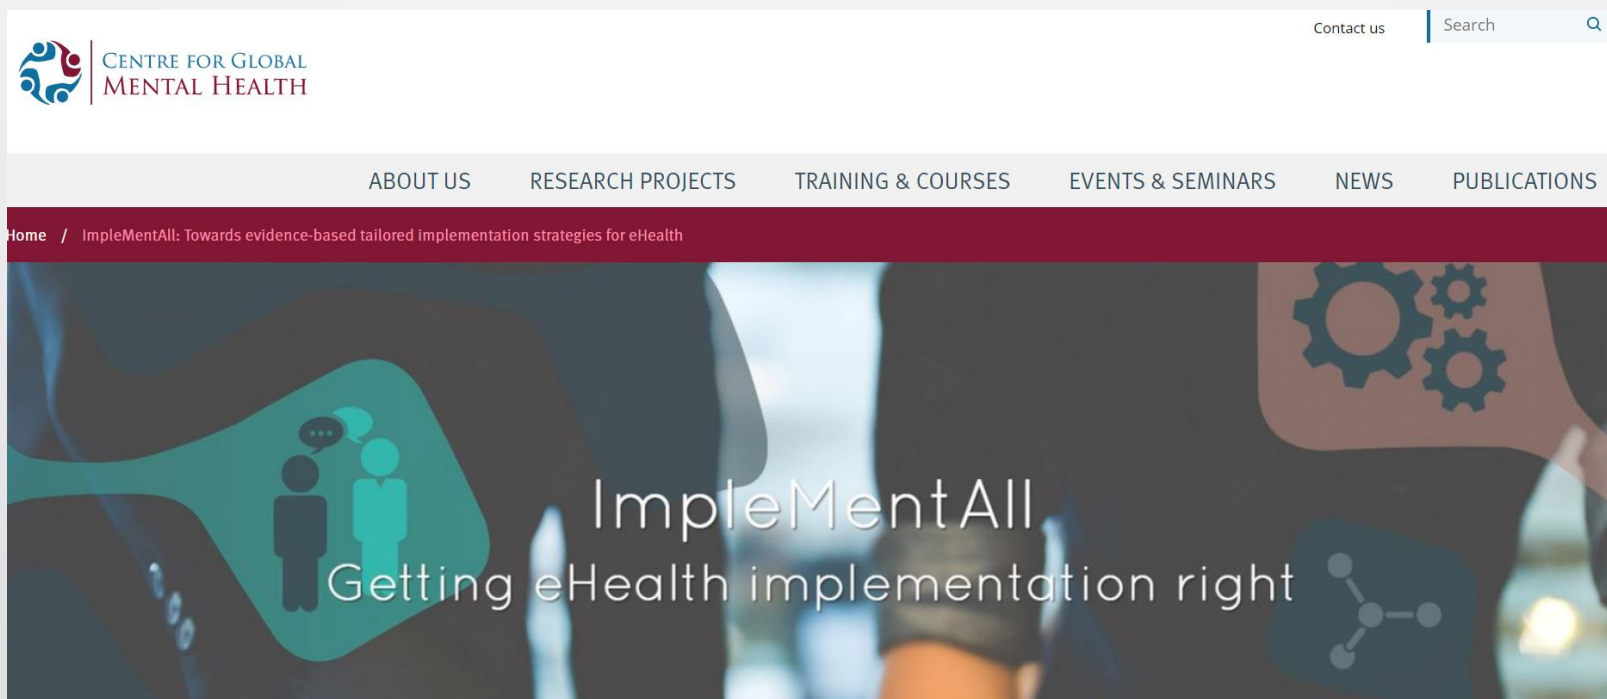 Contact us
Search
CENTRE FOR GLOBAL
MENTAL HEALTH
ABOUT US RESEARCH PROJECTS TRAINING & COURSES EVENTS & SEMINARS NEWS PUBLICATIONS
Home / ImpleMentAll: Towards evidence-based tailored implementation strategies for eHealth
ImpleMentAll
Getting eHealth implementation right